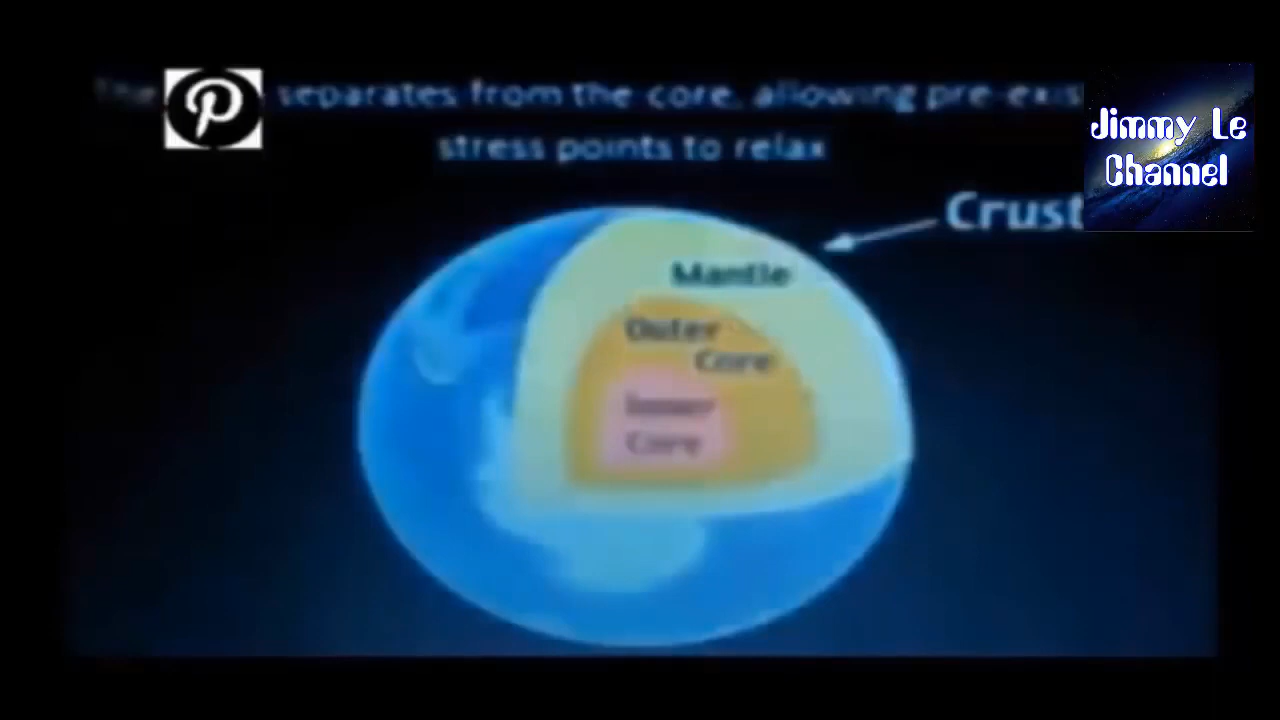 The separates from the core, allowing pre-exis
stress points to relax
Jimmy Le
Channel
Crust
Mantle
Outer
Core
Inner
Core